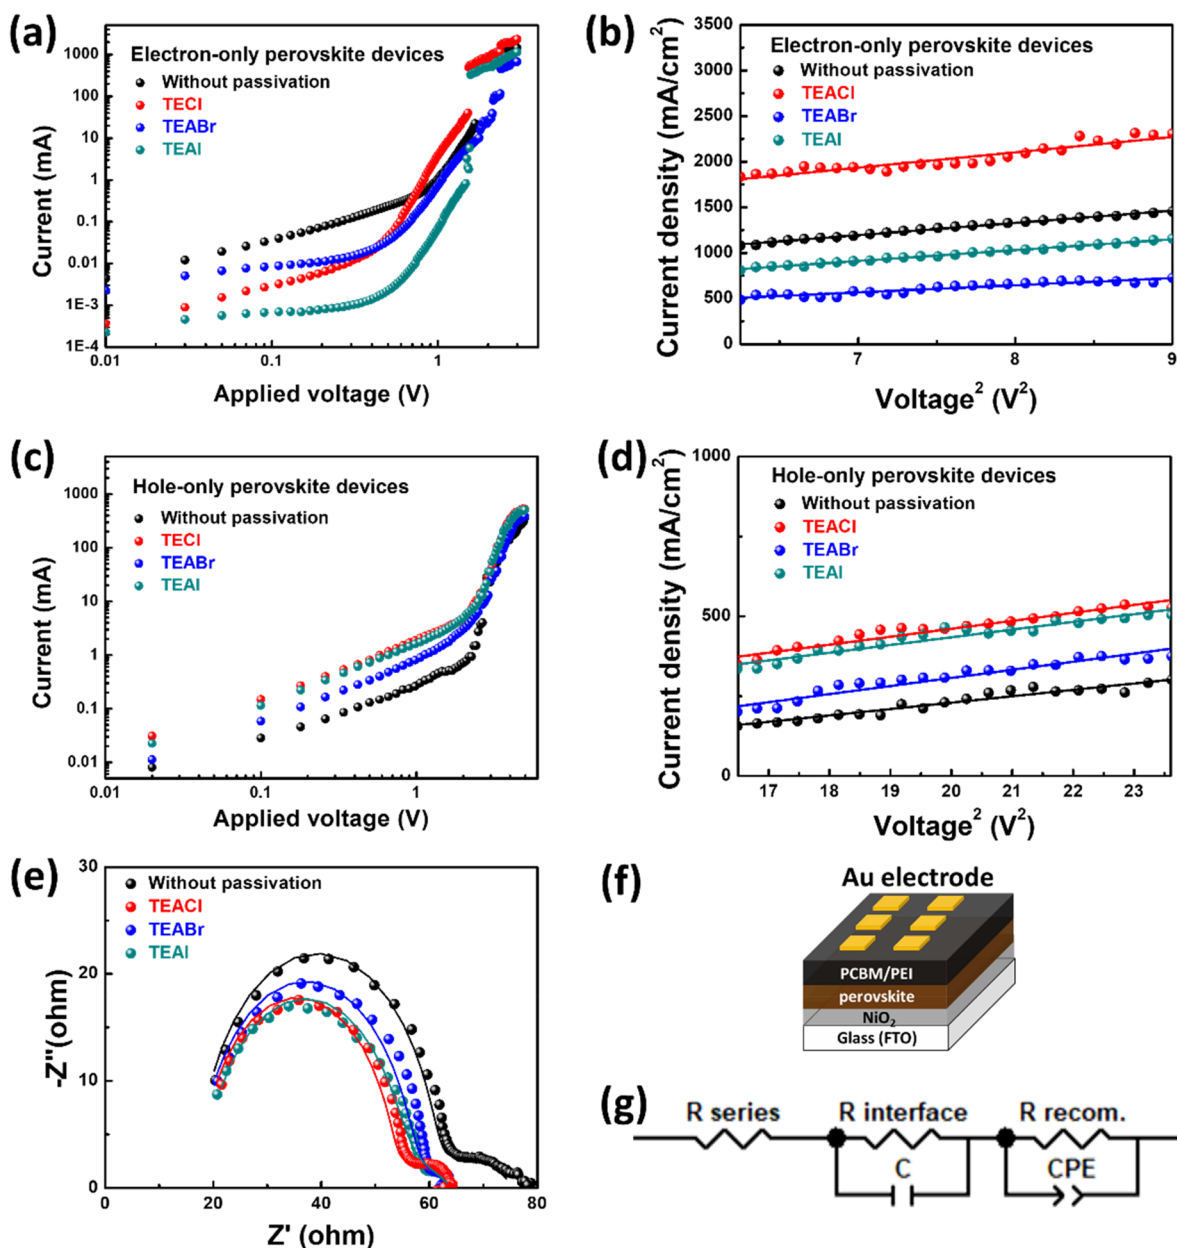 (a)
Electron-only perovskite devices
Without passivation
TECl
TEABr
TEAI
1000
100
10
1
0.1
0.01
1E-3
1E-4
0.01
0.1
1
Current (mA)
Applied voltage (V)
(b)
Electron-only perovskite devices
Without passivation
TEACl
TEABr
TEAI
3500
3000
2500
2000
1500
1000
500
0
7
8
9
Current density (mA/cm²)
Voltage² (V²)
(c)
Hole-only perovskite devices
Without passivation
TECl
TEABr
TEAI
1000
100
10
1
0.1
0.01
0.01
0.1
1
Current (mA)
Applied voltage (V)
(d)
Hole-only perovskite devices
Without passivation
TEACl
TEABr
TEAI
1000
500
0
17
18
19
20
21
22
23
Current density (mA/cm²)
Voltage² (V²)
(e)
Without passivation
TEACl
TEABr
TEAI
30
20
10
0
0
20
40
60
80
-Z"(ohm)
Z' (ohm)
(f)
Au electrode
PCBM/PEI
perovskite
NiO₂
Glass (FTO)
(g)
R series
R interface
R recom.
C
CPE